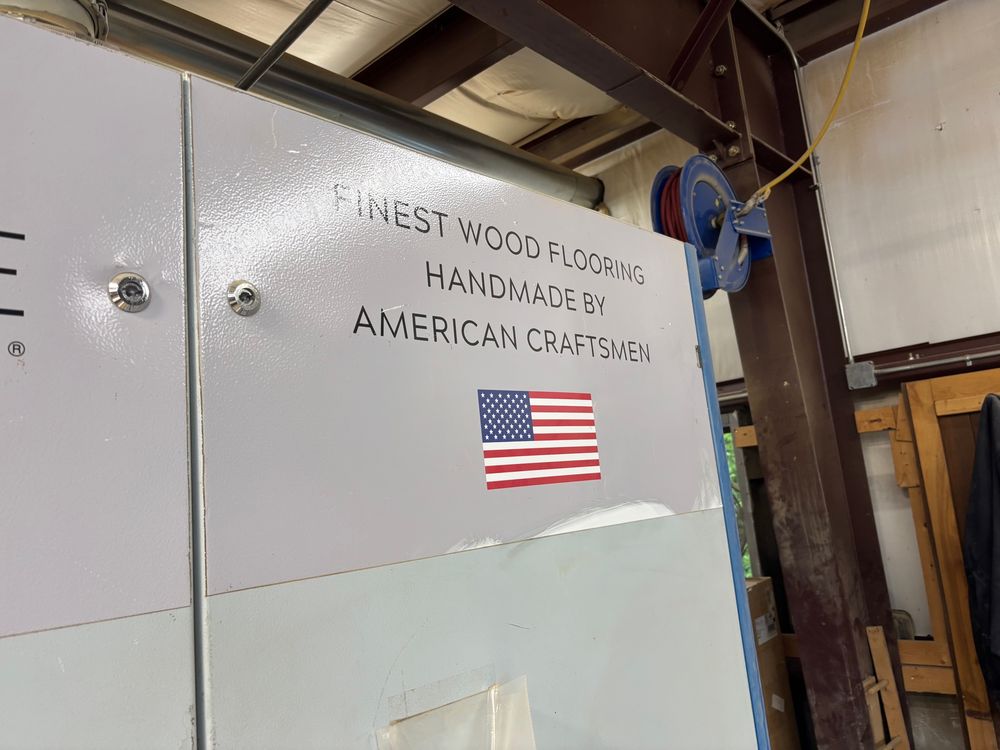 FINEST WOOD FLOORING
HANDMADE BY
AMERICAN CRAFTSMEN
®